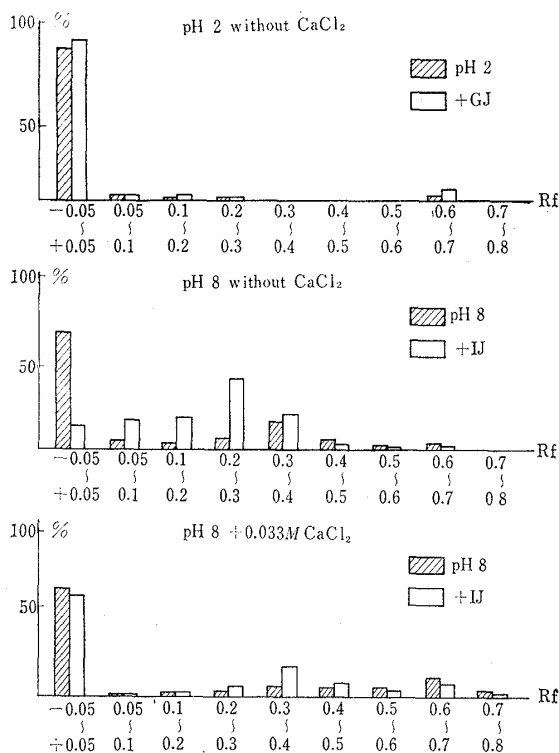 100 %
pH 2 without CaCl₂
pH 2
+GJ
50
−0.05 0.05 0.1 0.2 0.3 0.4 0.5 0.6 0.7 Rf
∫ ∫ ∫ ∫ ∫ ∫ ∫ ∫ ∫
+0.05 0.1 0.2 0.3 0.4 0.5 0.6 0.7 0.8
100 %
pH 8 without CaCl₂
pH 8
+IJ
50
−0.05 0.05 0.1 0.2 0.3 0.4 0.5 0.6 0.7 Rf
∫ ∫ ∫ ∫ ∫ ∫ ∫ ∫ ∫
+0.05 0.1 0.2 0.3 0.4 0.5 0.6 0.7 0 8
100 %
pH 8 +0.033M CaCl₂
pH 8
+IJ
50
−0.05 0.05 0.1 0.2 0.3 0.4 0.5 0.6 0.7 Rf
∫ ∫ ∫ ∫ ∫ ∫ ∫ ∫ ∫
+0.05 0.1 0.2 0.3 0.4 0.5 0.6 0.7 0.8